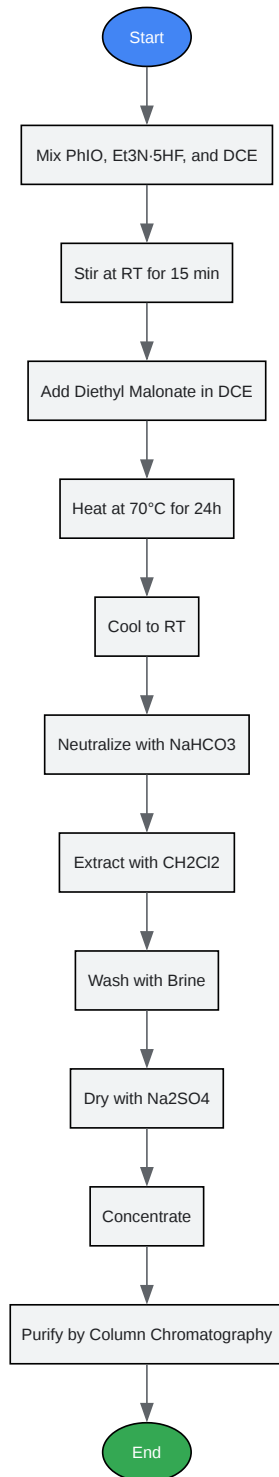 Start
Mix PhIO, Et3N·5HF, and DCE
Stir at RT for 15 min
Add Diethyl Malonate in DCE
Heat at 70°C for 24h
Cool to RT
Neutralize with NaHCO3
Extract with CH2Cl2
Wash with Brine
Dry with Na2SO4
Concentrate
Purify by Column Chromatography
End